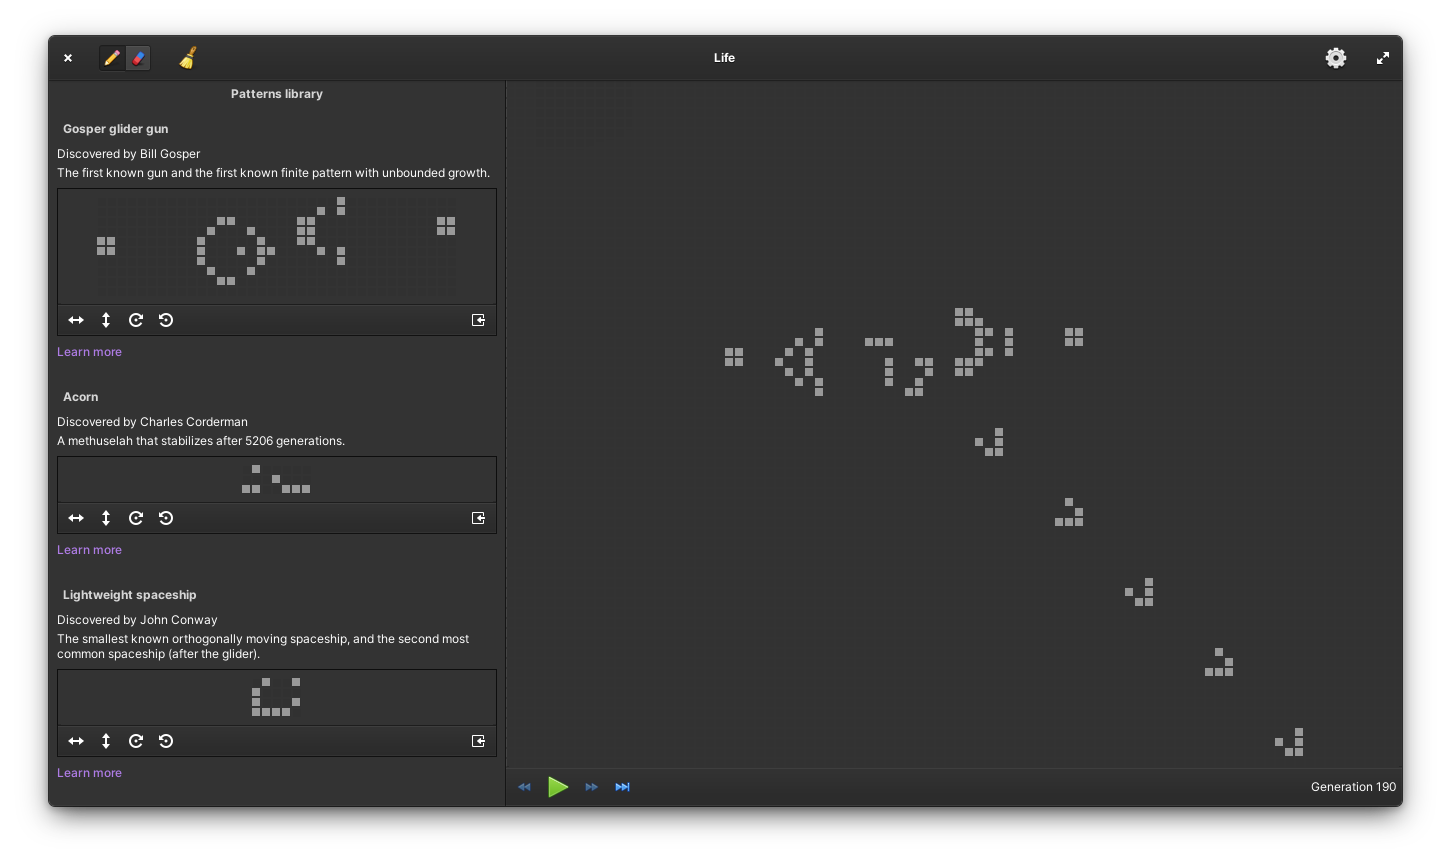 Life
Patterns library
Gosper glider gun
Discovered by Bill Gosper
The first known gun and the first known finite pattern with unbounded growth.
Learn more
Acorn
Discovered by Charles Corderman
A methuselah that stabilizes after 5206 generations.
Learn more
Lightweight spaceship
Discovered by John Conway
The smallest known orthogonally moving spaceship, and the second most
common spaceship (after the glider).
Learn more
Generation 190